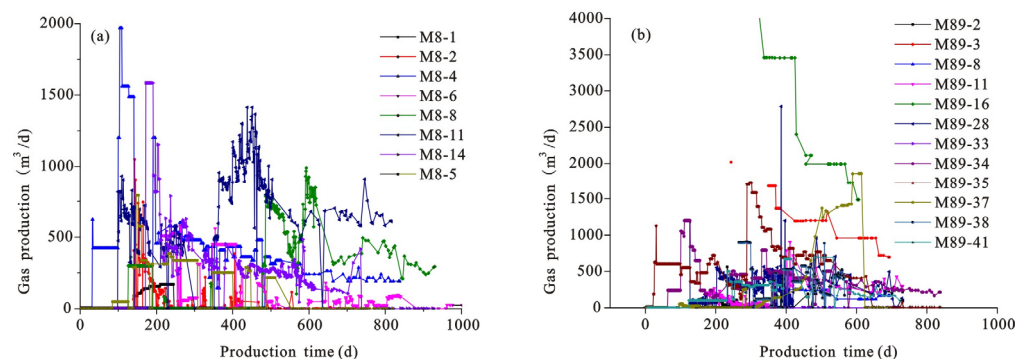 (a)
M8-1
M8-2
M8-4
M8-6
M8-8
M8-11
M8-14
M8-5
Gas production (m³/d)
2000
1500
1000
500
0
0 200 400 600 800 1000
Production time (d)
(b)
M89-2
M89-3
M89-8
M89-11
M89-16
M89-28
M89-33
M89-34
M89-35
M89-37
M89-38
M89-41
Gas production (m³/d)
4000
3500
3000
2500
2000
1500
1000
500
0
0 200 400 600 800 1000
Production time (d)